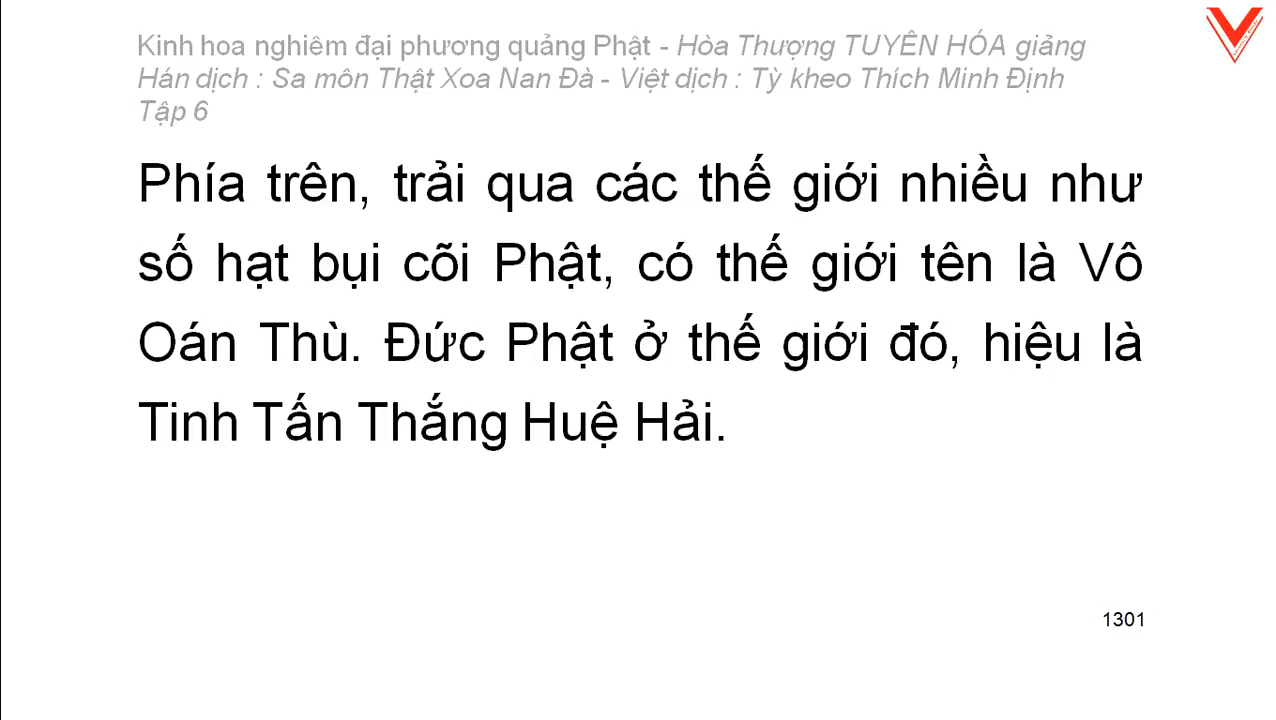 Kinh hoa nghiêm đại phương quảng Phật - Hòa Thượng TUYÊN HÓA giảng
Hán dịch : Sa môn Thật Xoa Nan Đà - Việt dịch : Tỳ kheo Thích Minh Định
Tập 6
Phía trên, trải qua các thế giới nhiều như
số hạt bụi cõi Phật, có thế giới tên là Vô
Oán Thù. Đức Phật ở thế giới đó, hiệu là
Tinh Tấn Thắng Huệ Hải.
1301